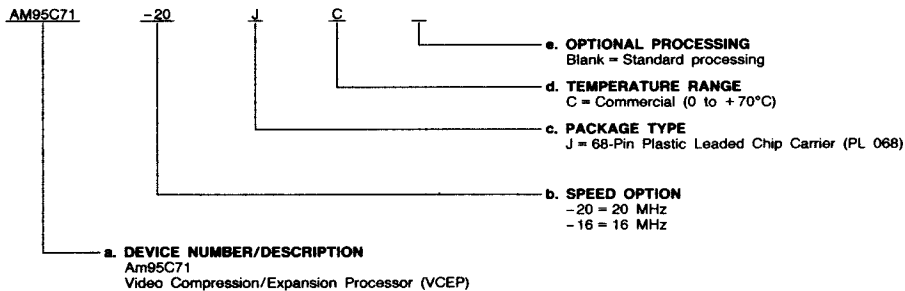 AM95C71 -20 J C
e. OPTIONAL PROCESSING
Blank = Standard processing
d. TEMPERATURE RANGE
C = Commercial (0 to +70°C)
c. PACKAGE TYPE
J = 68-Pin Plastic Leaded Chip Carrier (PL 068)
b. SPEED OPTION
-20 = 20 MHz
-16 = 16 MHz
a. DEVICE NUMBER/DESCRIPTION
Am95C71
Video Compression/Expansion Processor (VCEP)